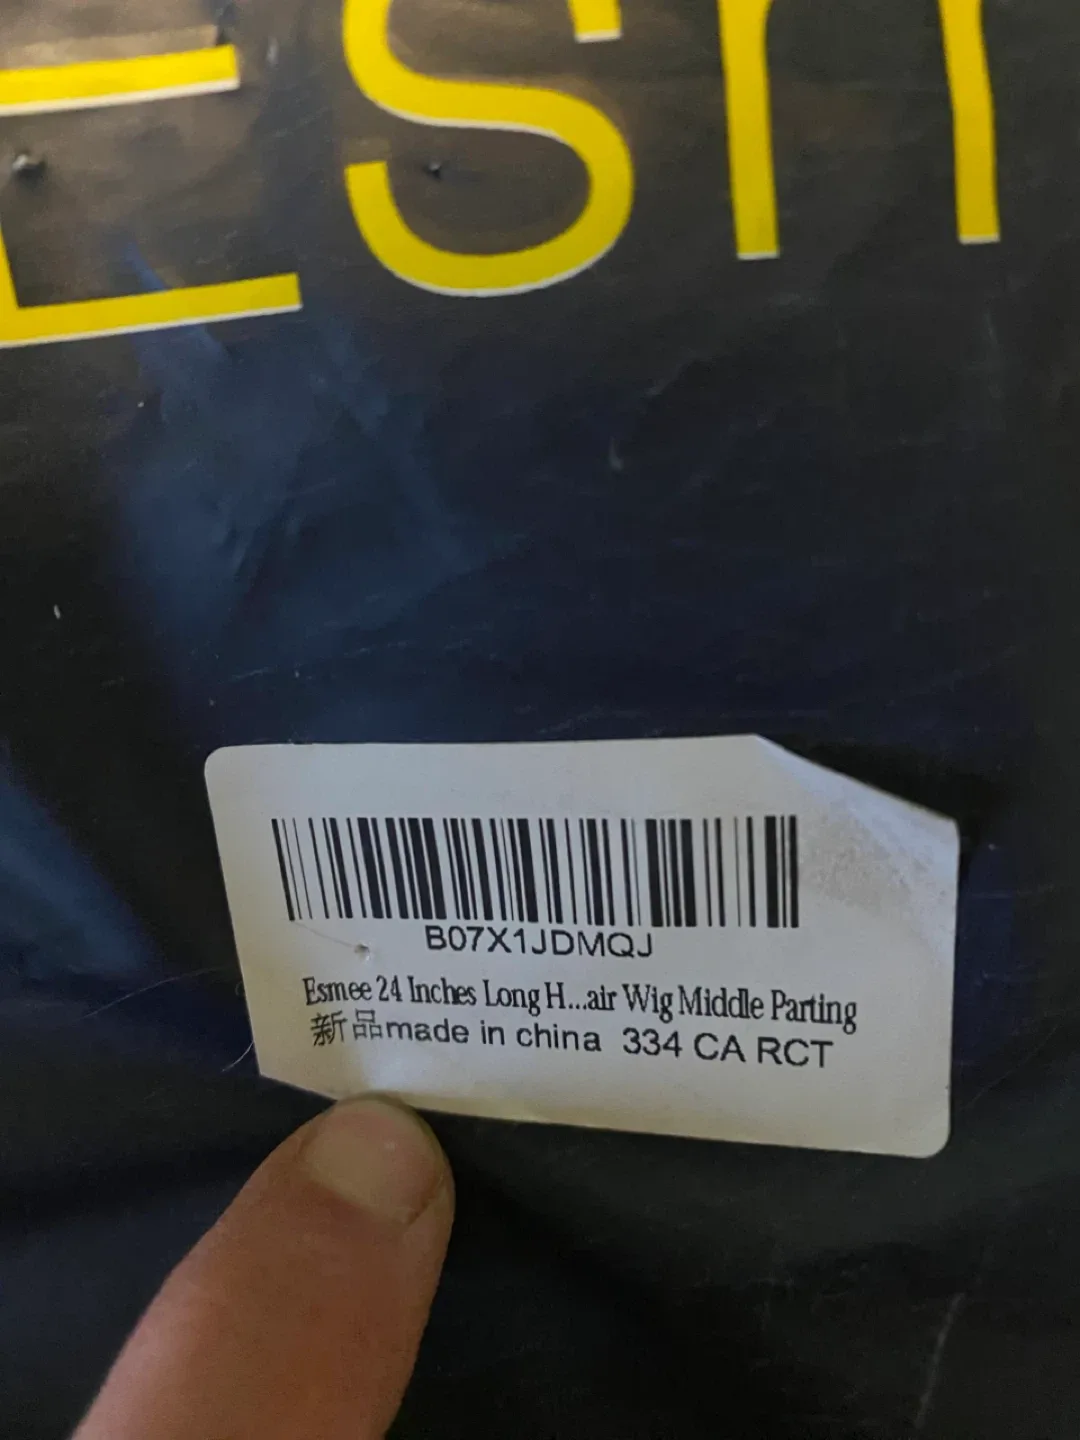 Esm
B07X1JDMQJ
Esmee 24 Inches Long H...air Wig Middle Parting
新品made in china 334 CA RCT